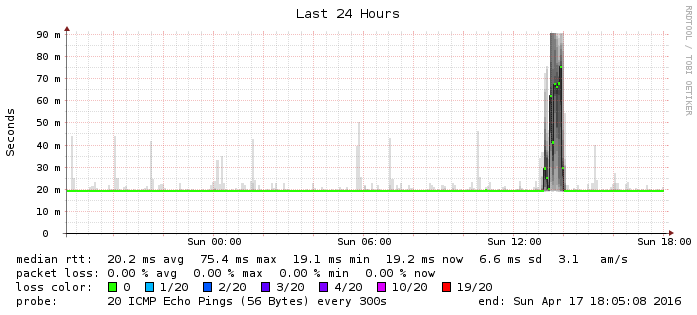 Last 24 Hours
RRDTOOL / TOBI OETIKER
Seconds
90 m
80 m
70 m
60 m
50 m
40 m
30 m
20 m
10 m
0
Sun 00:00 Sun 06:00 Sun 12:00 Sun 18:00
median rtt: 20.2 ms avg 75.4 ms max 19.1 ms min 19.2 ms now 6.6 ms sd 3.1 am/s
packet loss: 0.00 % avg 0.00 % max 0.00 % min 0.00 % now
loss color: 0 1/20 2/20 3/20 4/20 10/20 19/20
probe: 20 ICMP Echo Pings (56 Bytes) every 300s end: Sun Apr 17 18:05:08 2016